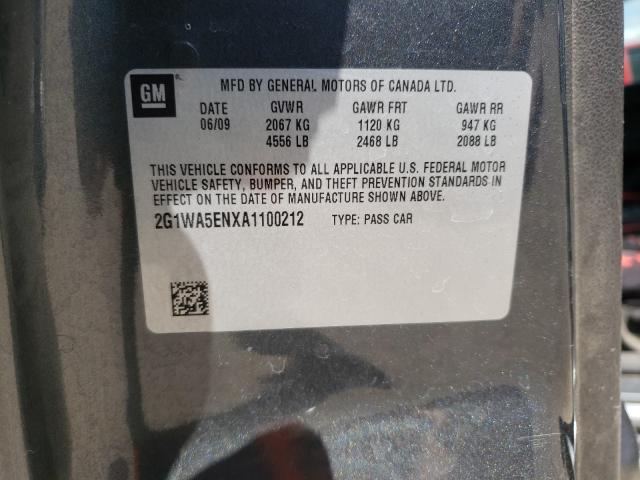 GM
MFD BY GENERAL MOTORS OF CANADA LTD.
DATE GVWR GAWR FRT GAWR RR
06/09 2067 KG 1120 KG 947 KG
4556 LB 2468 LB 2088 LB
THIS VEHICLE CONFORMS TO ALL APPLICABLE U.S. FEDERAL MOTOR
VEHICLE SAFETY, BUMPER, AND THEFT PREVENTION STANDARDS IN
EFFECT ON THE DATE OF MANUFACTURE SHOWN ABOVE.
2G1WA5ENXA1100212 TYPE: PASS CAR